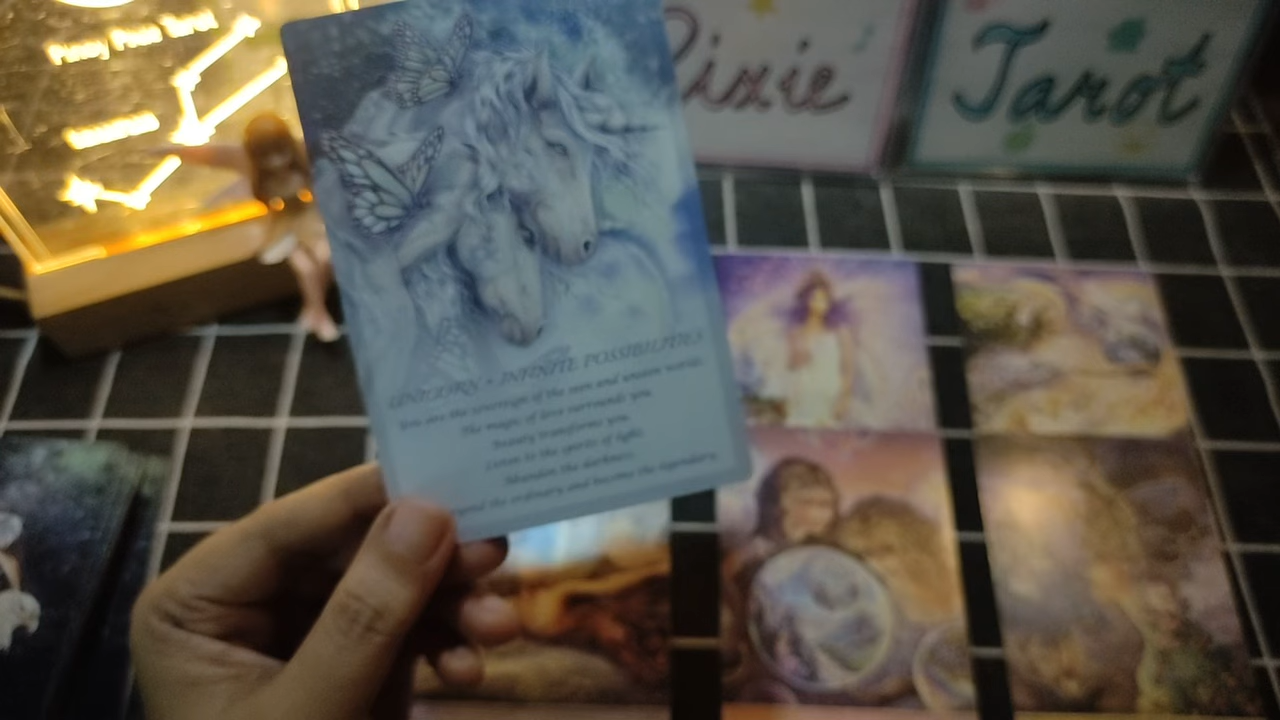 Pixie
Tarot
UNICORN • INFINITE POSSIBILITIES
You are the sovereign of the seen and unseen worlds.
The magic of love surrounds you.
Beauty transforms you.
Listen to the spirits of light.
Abandon the darkness.
the ordinary and become the legendary.